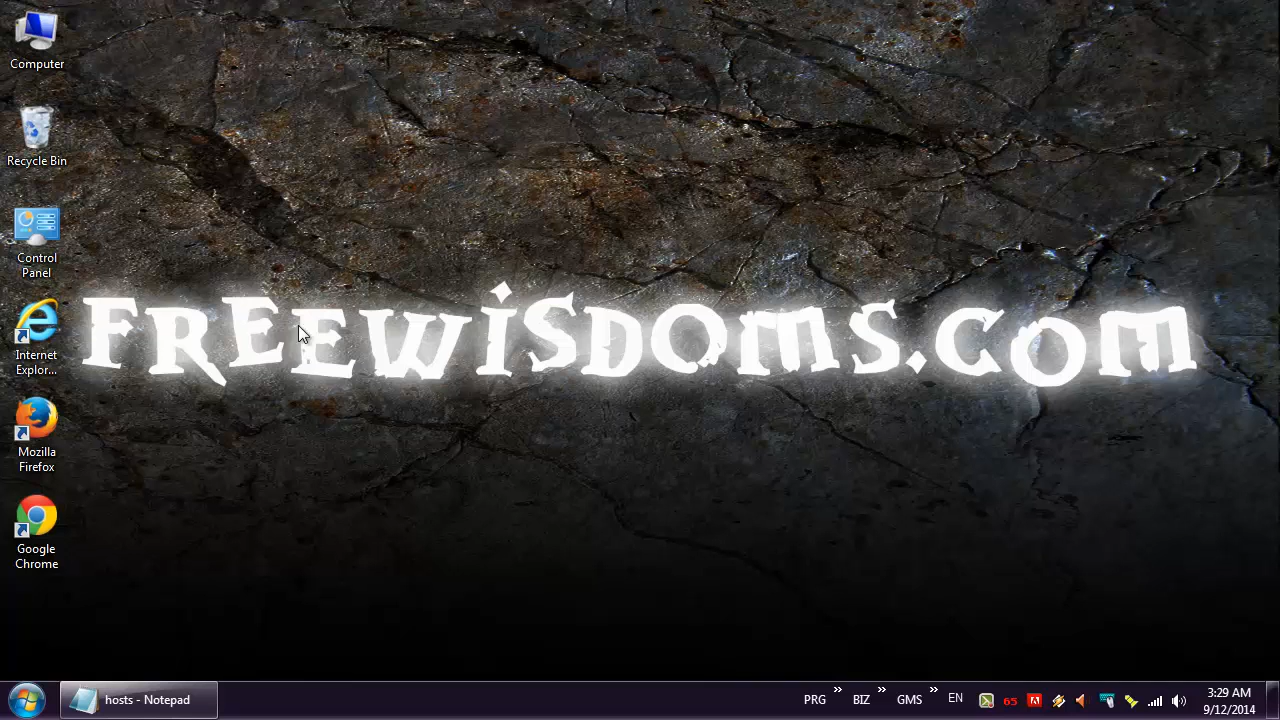 Computer
Recycle Bin
Control
Panel
Internet
Explor...
Mozilla
Firefox
Google
Chrome
FREEWISDOMS.COM
hosts - Notepad
PRG »
BIZ »
GMS »
EN
65
3:29 AM
9/12/2014